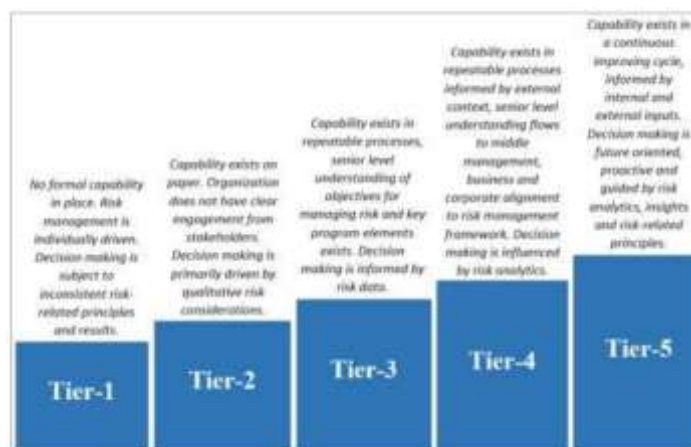 No formal capability
in place. Risk
management is
individually driven.
Decision making is
subject to
inconsistent risk-
related principles
and results.
Tier-1
Capability exists on
paper. Organization
does not have clear
engagement from
stakeholders.
Decision making is
primarily driven by
qualitative risk
considerations.
Tier-2
Capability exists in
repeatable processes,
senior level
understanding of
objectives for
managing risk and key
program elements
exists. Decision
making is informed by
risk data.
Tier-3
Capability exists in
repeatable processes
informed by external
context, senior level
understanding flows
to middle
management,
business and
corporate alignment
to risk management
framework. Decision
making is influenced
by risk analytics.
Tier-4
Capability exists in
a continuous
improving cycle,
informed by
internal and
external inputs.
Decision making is
future oriented,
proactive and
guided by risk
analytics, insights
and risk-related
principles.
Tier-5